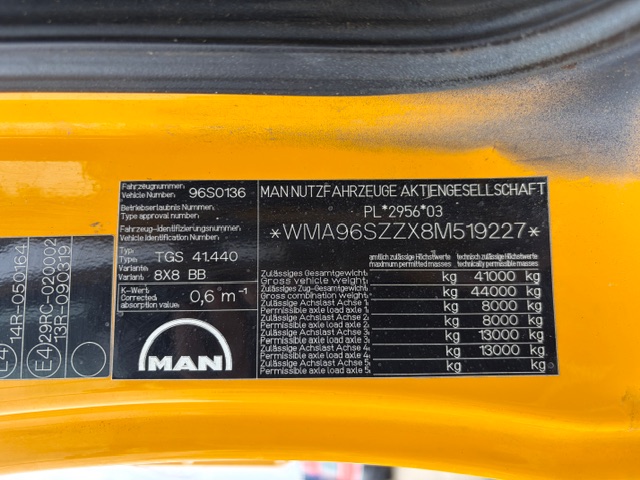 14R-050164
E4 29RC-020002
13R-090319
Fahrzeugnummer
Vehicle Number 96S0136
Betriebserlaubnis-Nummer
Type approval number
Fahrzeug-Identifizierungsnummer
Vehicle Identification Number
Typ
Type TGS 41.440
Variante
Variant 8X8 BB
K-Wert
Corrected
absorption value 0,6 m⁻¹
MAN
MAN NUTZFAHRZEUGE AKTIENGESELLSCHAFT
PL*2956*03
*WMA96SZZX8M519227*
amtlich zulässige Höchstwerte technisch zulässige Höchstwerte
maximum permitted masses technically permissible masses
Zulässiges Gesamtgewicht
Gross vehicle weight kg 41000 kg
Zulässiges Zug-Gesamtgewicht
Gross combination weight kg 44000 kg
Zulässige Achslast Achse 1
Permissible axle load axle 1 kg 8000 kg
Zulässige Achslast Achse 2
Permissible axle load axle 2 kg 8000 kg
Zulässige Achslast Achse 3
Permissible axle load axle 3 kg 13000 kg
Zulässige Achslast Achse 4
Permissible axle load axle 4 kg 13000 kg
Zulässige Achslast Achse 5
Permissible axle load axle 5 kg kg